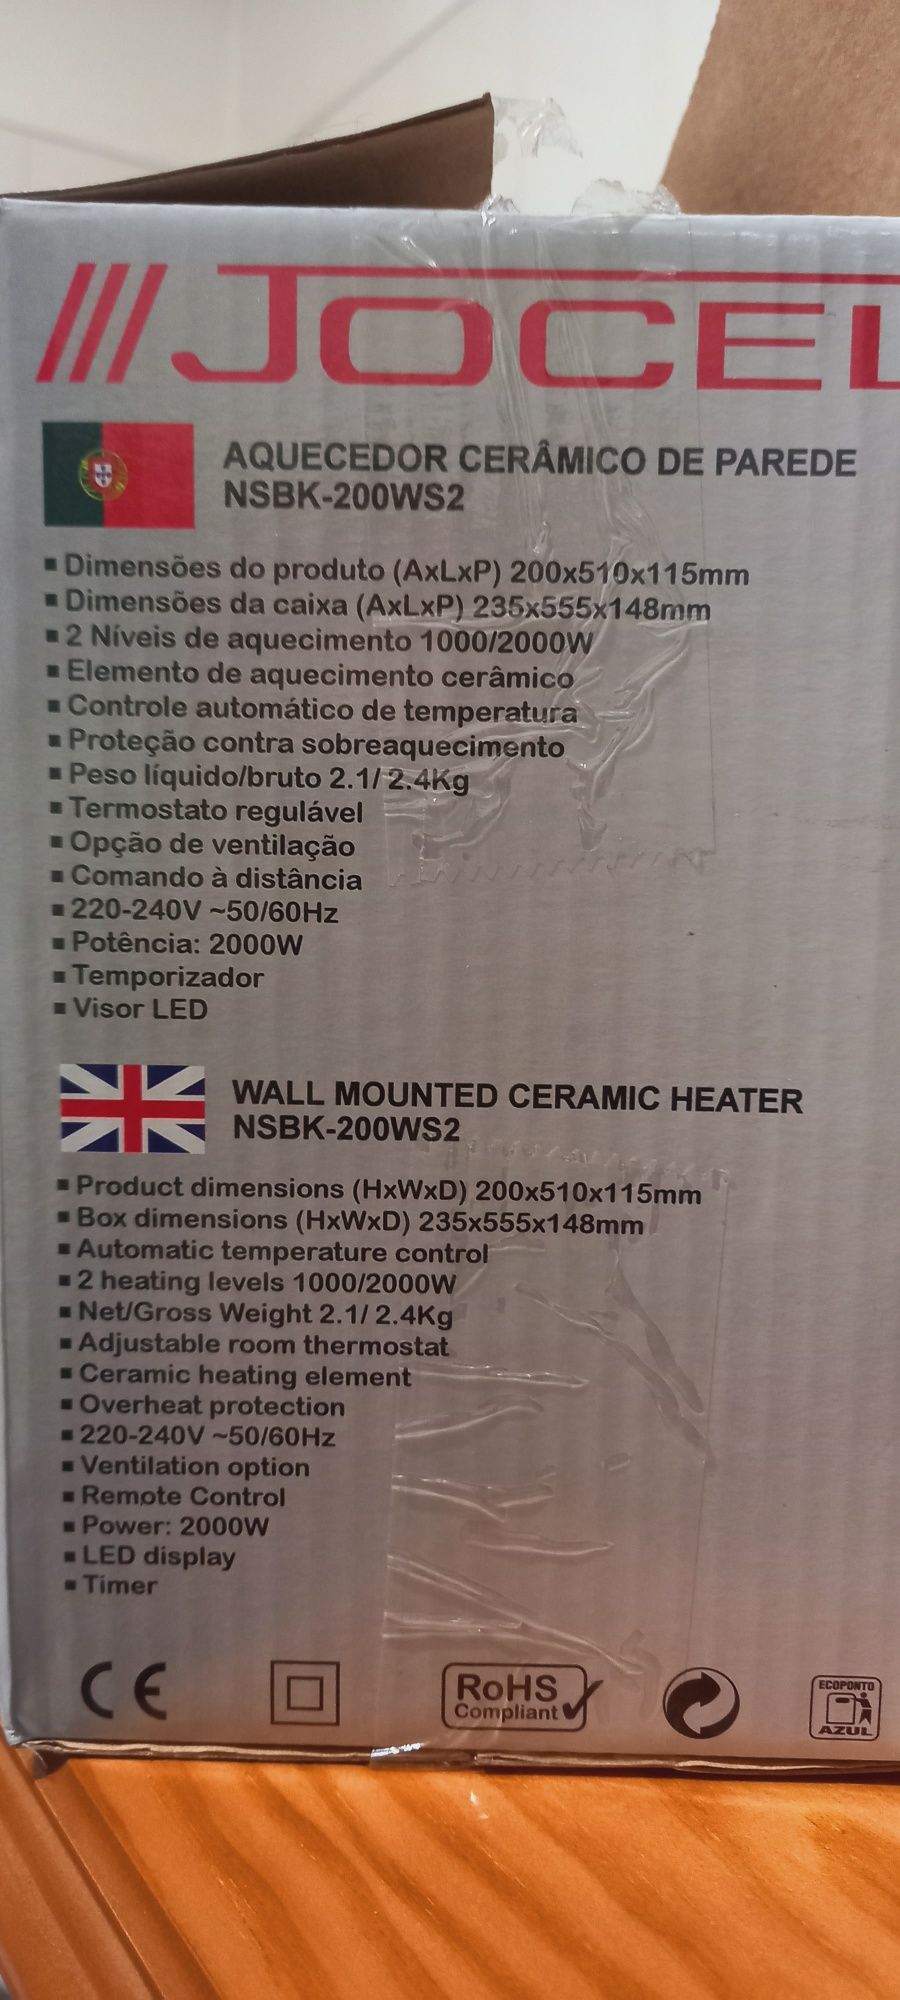 JOCEL
AQUECEDOR CERÂMICO DE PAREDE
NSBK-200WS2
▪ Dimensões do produto (AxLxP) 200x510x115mm
▪ Dimensões da caixa (AxLxP) 235x555x148mm
▪ 2 Níveis de aquecimento 1000/2000W
▪ Elemento de aquecimento cerâmico
▪ Controle automático de temperatura
▪ Proteção contra sobreaquecimento
▪ Peso líquido/bruto 2.1/ 2.4Kg
▪ Termostato regulável
▪ Opção de ventilação
▪ Comando à distância
▪ 220-240V ~50/60Hz
▪ Potência: 2000W
▪ Temporizador
▪ Visor LED
WALL MOUNTED CERAMIC HEATER
NSBK-200WS2
▪ Product dimensions (HxWxD) 200x510x115mm
▪ Box dimensions (HxWxD) 235x555x148mm
▪ Automatic temperature control
▪ 2 heating levels 1000/2000W
▪ Net/Gross Weight 2.1/ 2.4Kg
▪ Adjustable room thermostat
▪ Ceramic heating element
▪ Overheat protection
▪ 220-240V ~50/60Hz
▪ Ventilation option
▪ Remote Control
▪ Power: 2000W
▪ LED display
▪ Timer
CE
RoHS
Compliant
ECOPONTO
AZUL